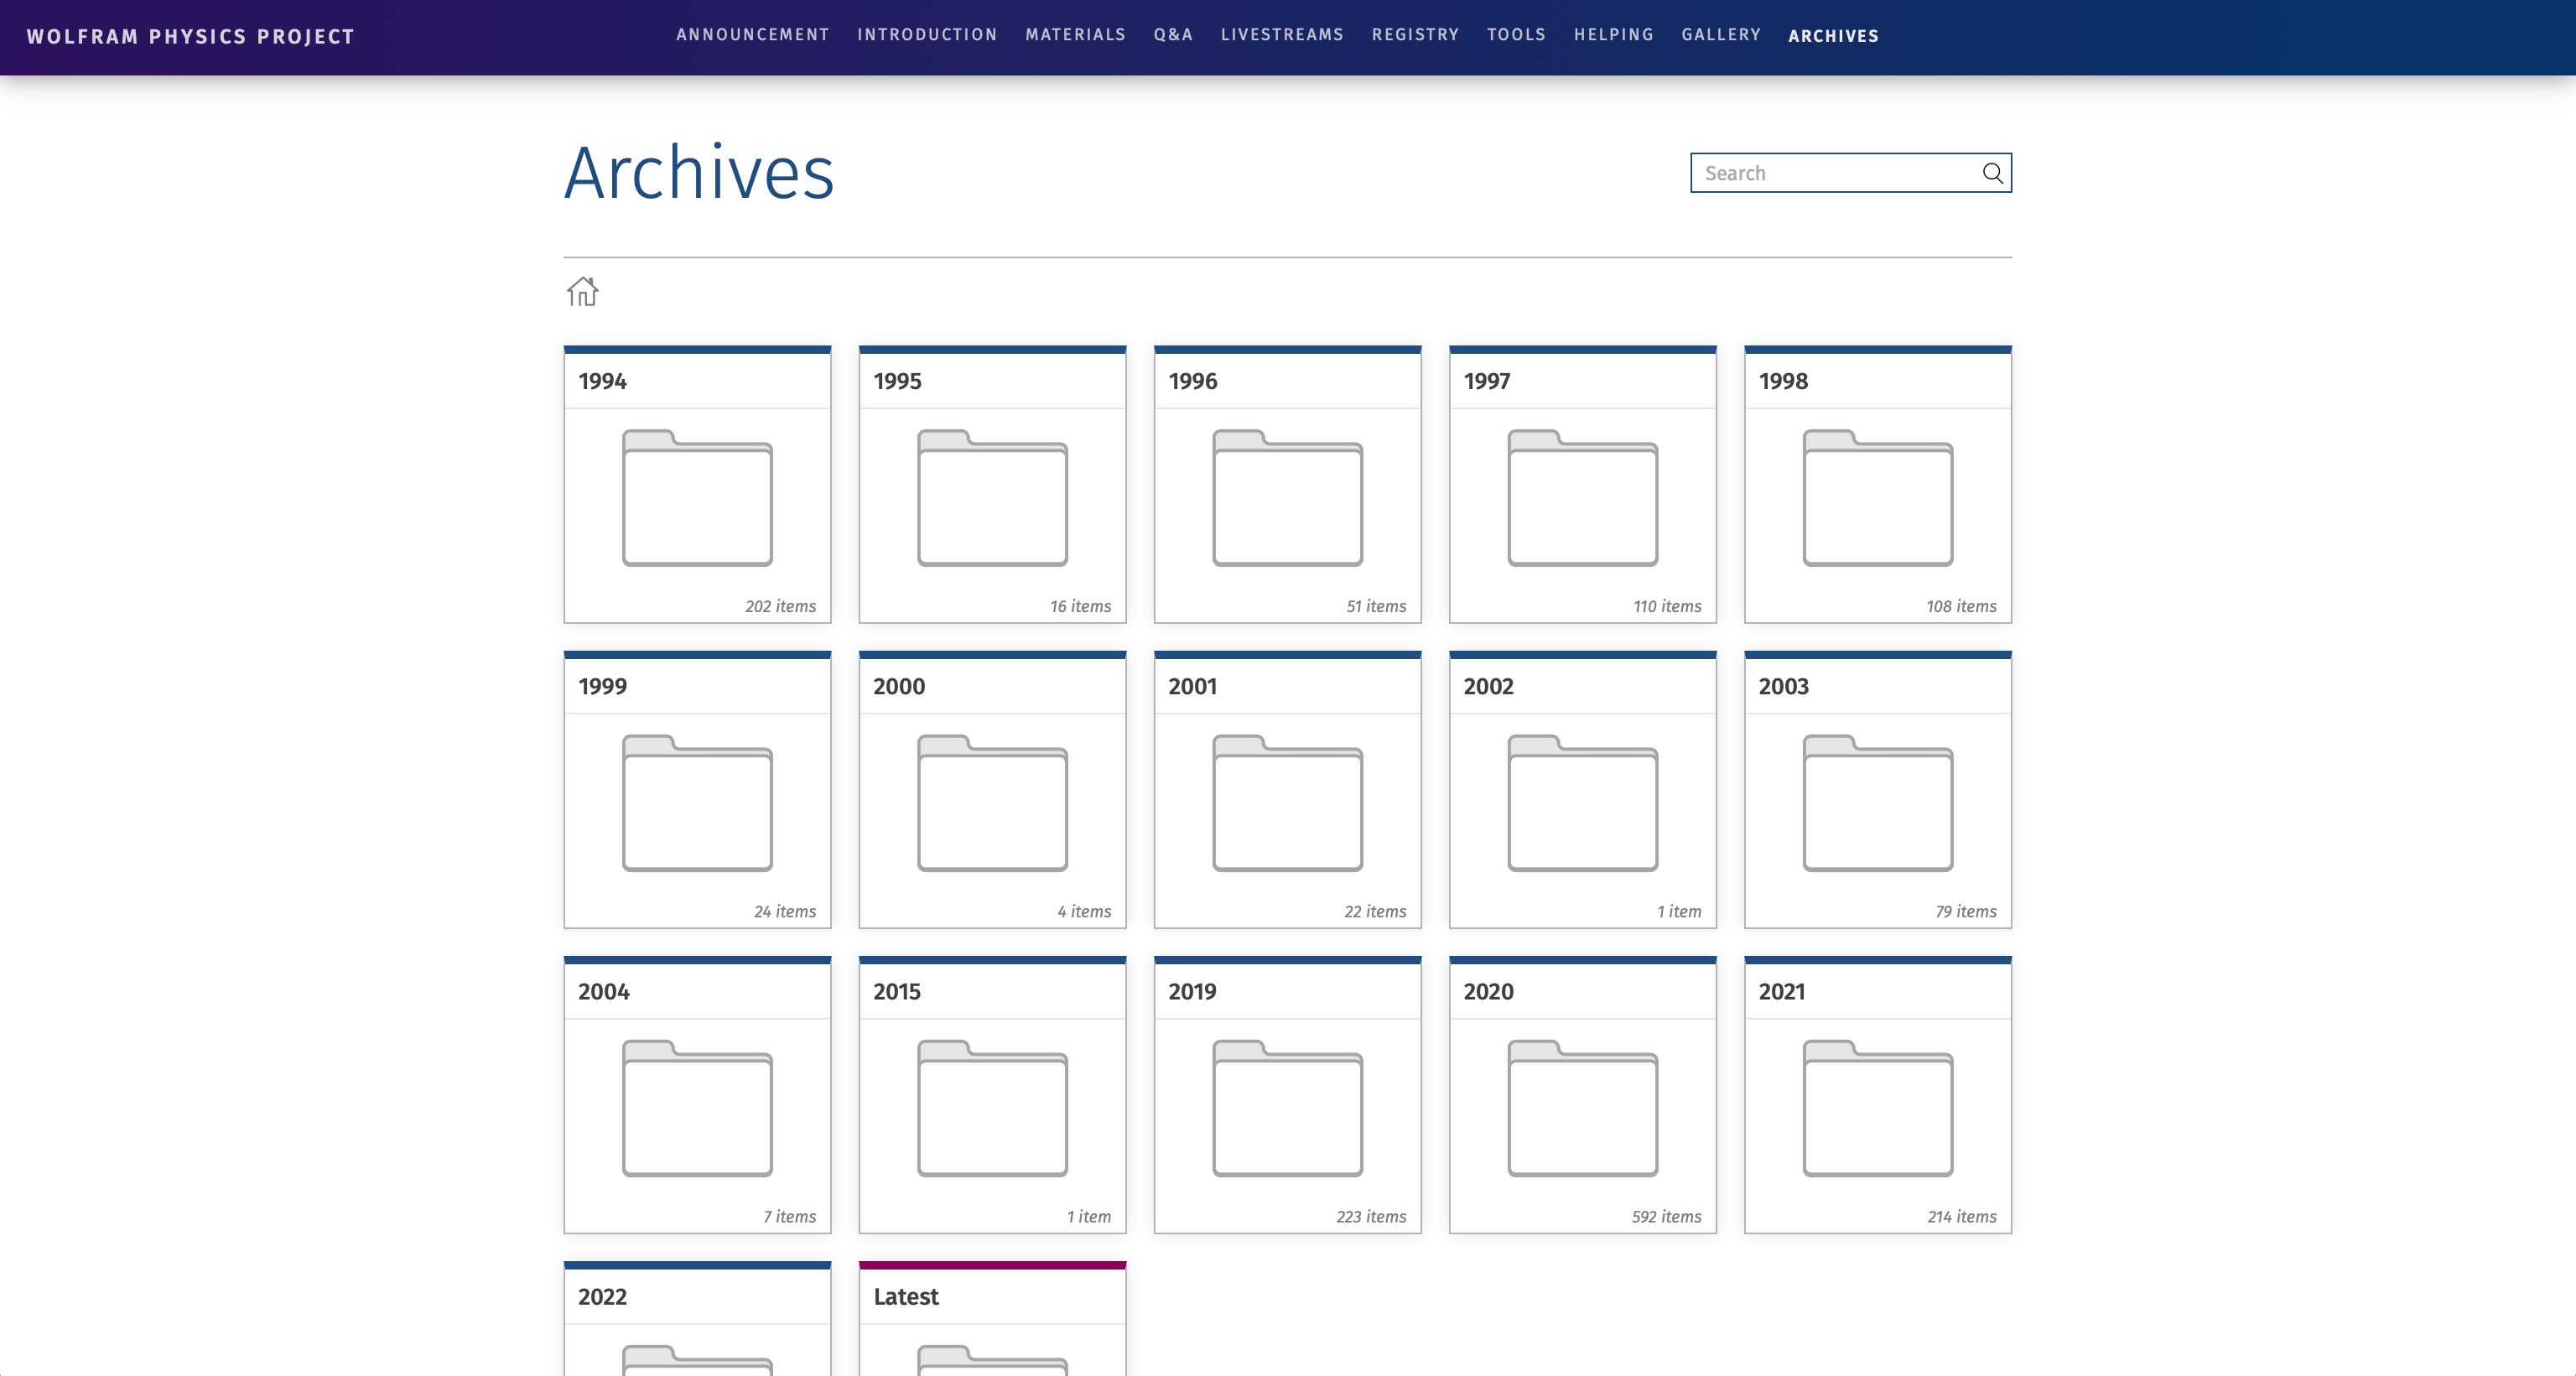 WOLFRAM PHYSICS PROJECT
ANNOUNCEMENT INTRODUCTION MATERIALS Q&A LIVESTREAMS REGISTRY TOOLS HELPING GALLERY ARCHIVES
Archives
Search
1994 1995 1996 1997 1998
202 items 16 items 51 items 110 items 108 items
1999 2000 2001 2002 2003
24 items 4 items 22 items 1 item 79 items
2004 2015 2019 2020 2021
7 items 1 item 223 items 592 items 214 items
2022 Latest